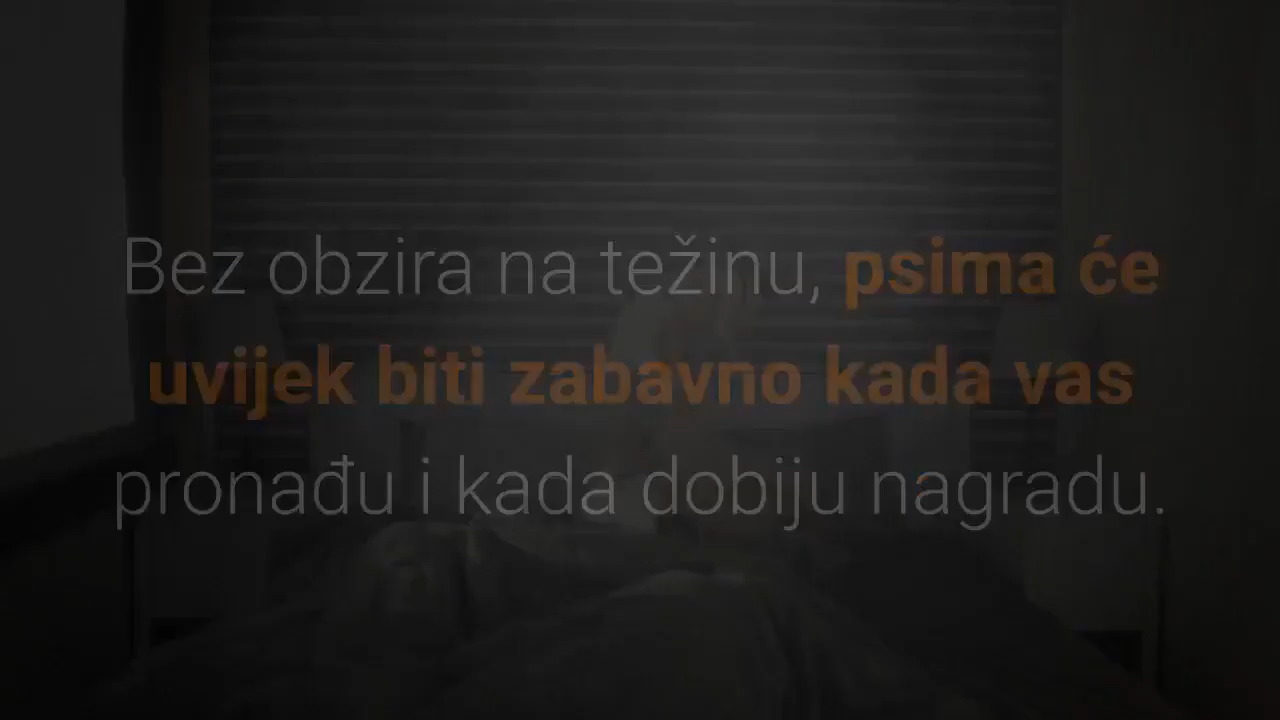 Bez obzira na težinu, psima će
uvijek biti zabavno kada vas
pronađu i kada dobiju nagradu.